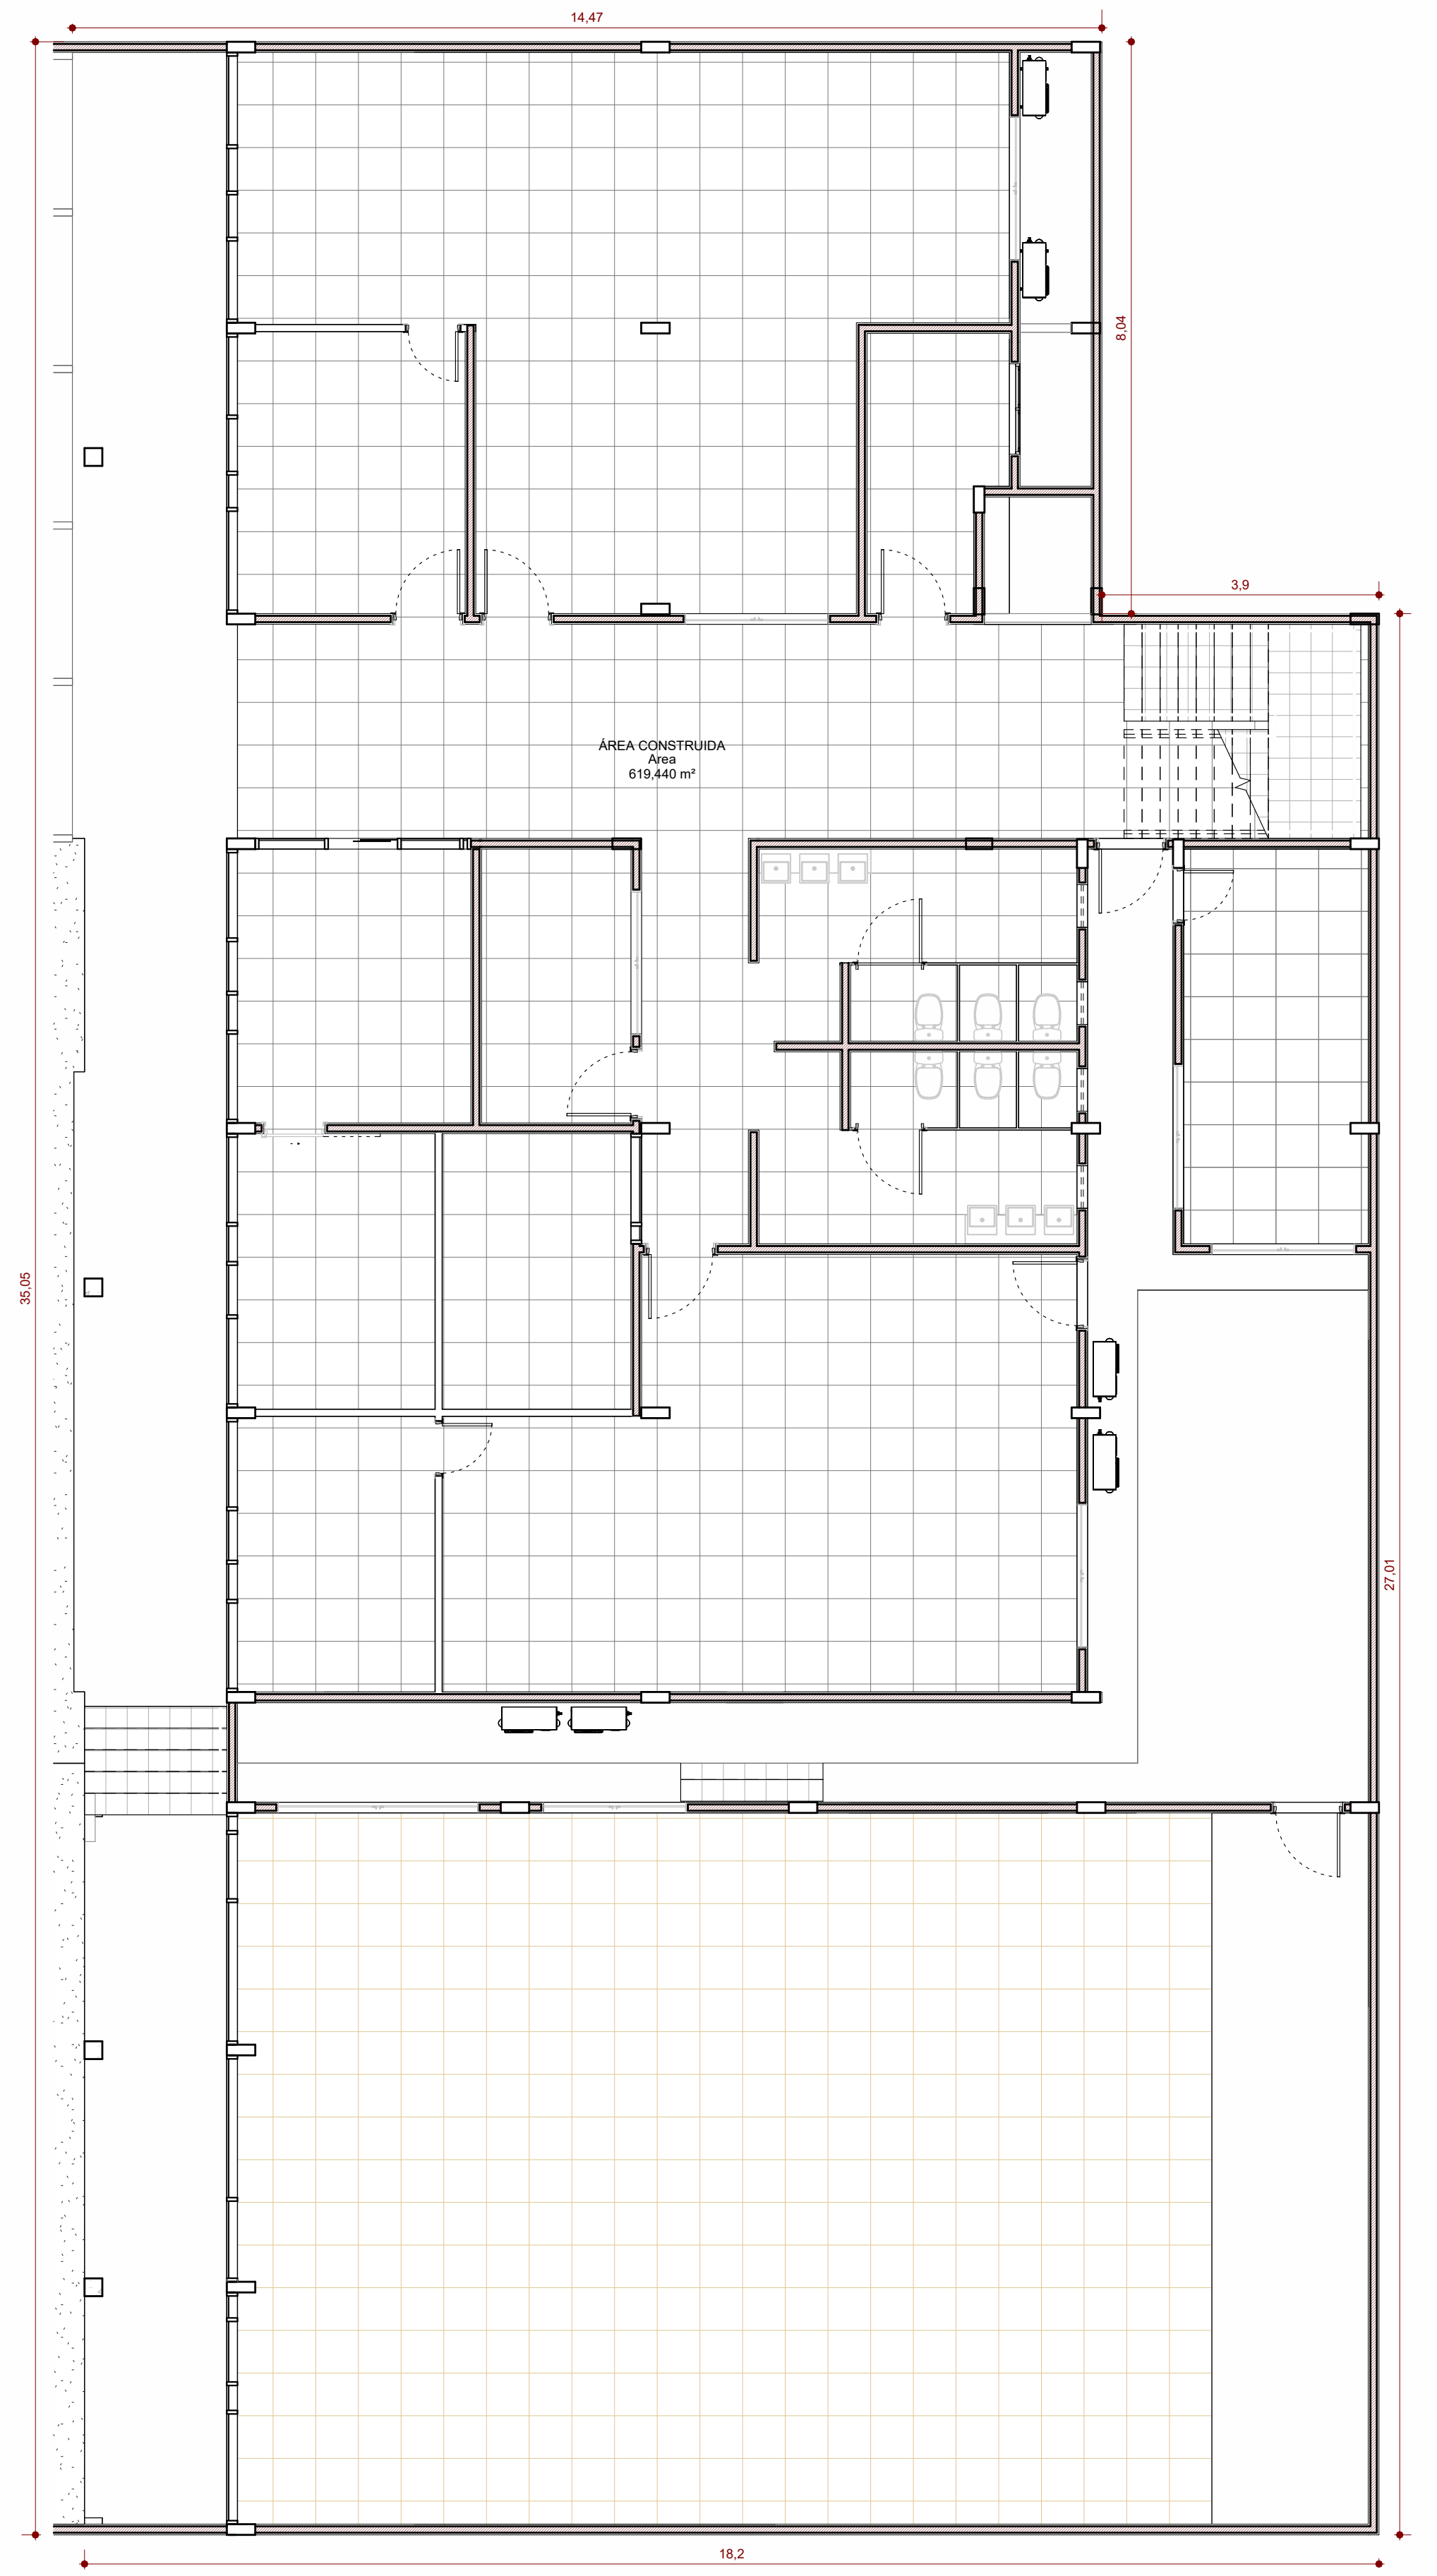 14,47
8,04
3,9
ÁREA CONSTRUIDA
Area
619,440 m²
35,05
27,01
18,2